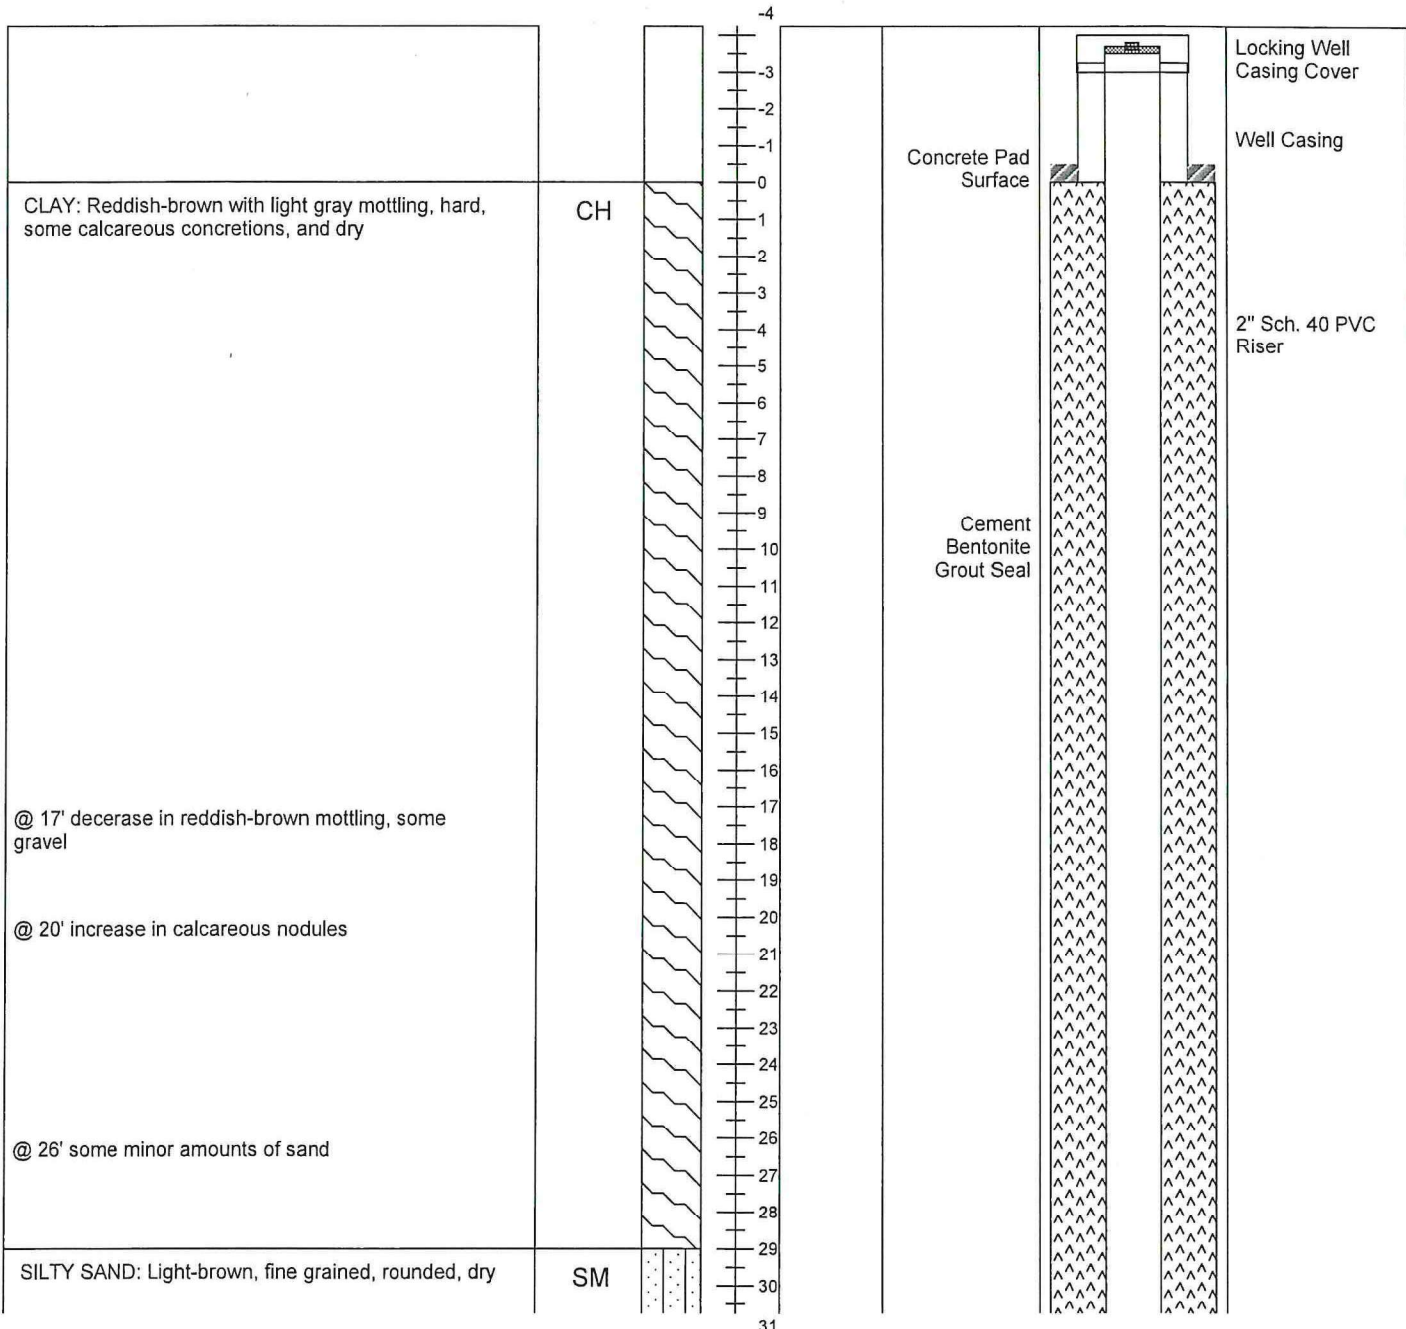 -4
-3
-2
-1
0
1
2
3
4
5
6
7
8
9
10
11
12
13
14
15
16
17
18
19
20
21
22
23
24
25
26
27
28
29
30
31
CLAY: Reddish-brown with light gray mottling, hard,
some calcareous concretions, and dry
CH
@ 17' decerase in reddish-brown mottling, some
gravel
@ 20' increase in calcareous nodules
@ 26' some minor amounts of sand
SILTY SAND: Light-brown, fine grained, rounded, dry
SM
Concrete Pad
Surface
Cement
Bentonite
Grout Seal
Locking Well
Casing Cover
Well Casing
2" Sch. 40 PVC
Riser